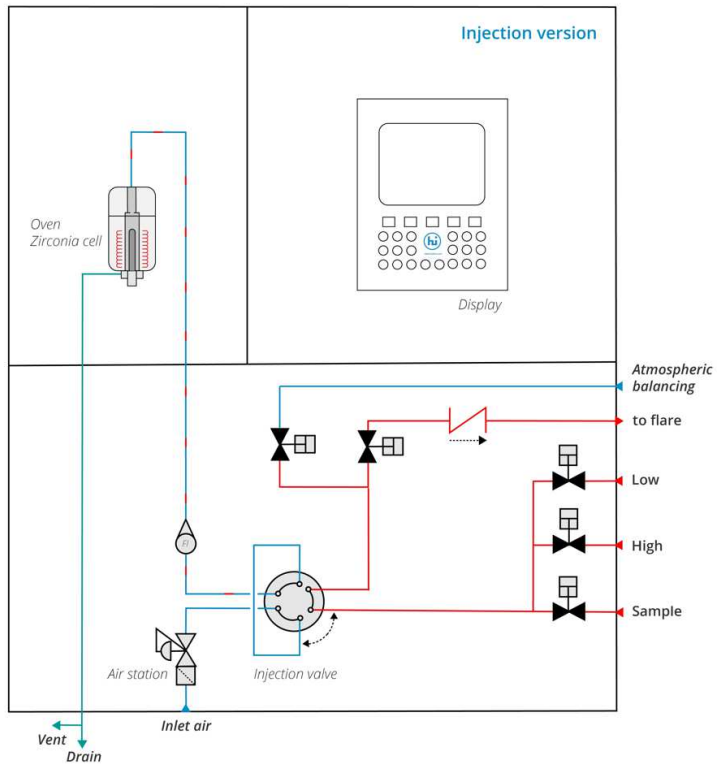 Injection version
Oven
Zirconia cell
hi
Display
Atmospheric
balancing
to flare
Low
High
FI
Sample
Air station
Injection valve
Inlet air
Vent
Drain